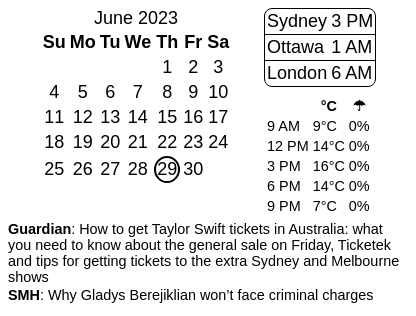 June 2023
Su Mo Tu We Th Fr Sa
1 2 3
4 5 6 7 8 9 10
11 12 13 14 15 16 17
18 19 20 21 22 23 24
25 26 27 28 29 30
Sydney 3 PM
Ottawa 1 AM
London 6 AM
°C ☂
9 AM 9°C 0%
12 PM 14°C 0%
3 PM 16°C 0%
6 PM 14°C 0%
9 PM 7°C 0%
Guardian: How to get Taylor Swift tickets in Australia: what
you need to know about the general sale on Friday, Ticketek
and tips for getting tickets to the extra Sydney and Melbourne
shows
SMH: Why Gladys Berejiklian won’t face criminal charges